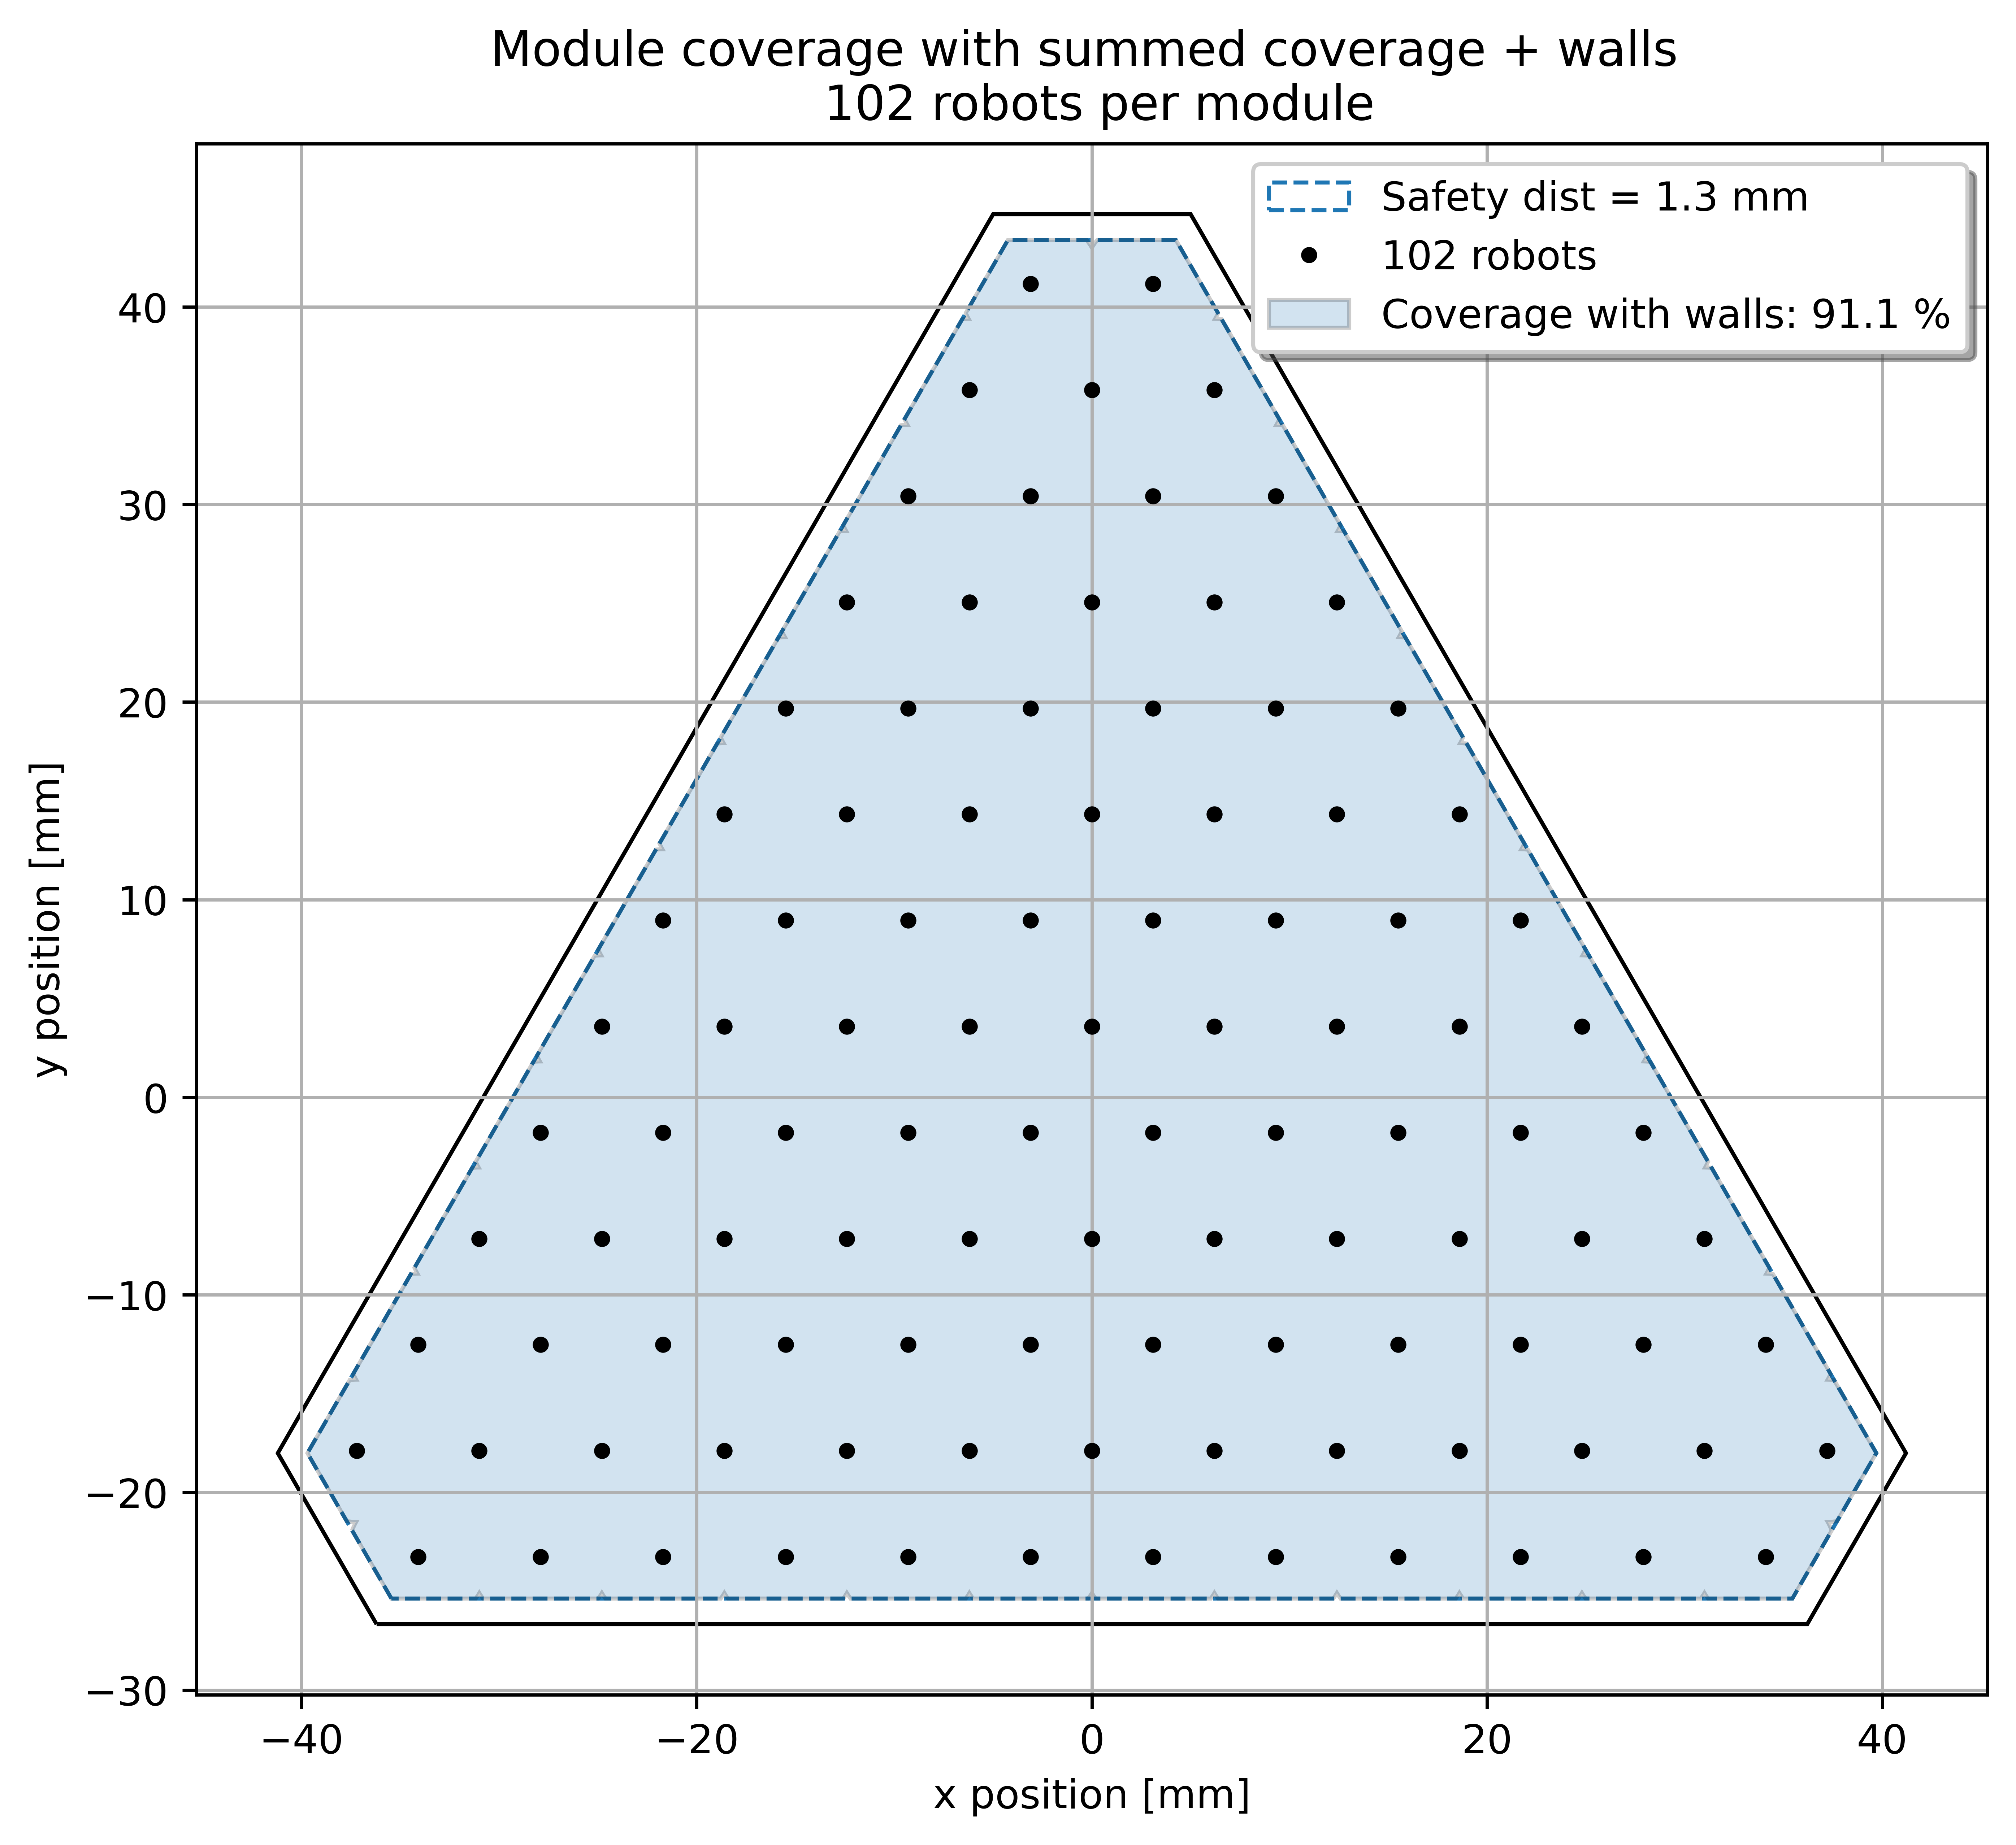 Module coverage with summed coverage + walls
102 robots per module
Safety dist = 1.3 mm
102 robots
Coverage with walls: 91.1 %
40
30
20
10
0
−10
−20
−30
y position [mm]
−40 −20 0 20 40
x position [mm]